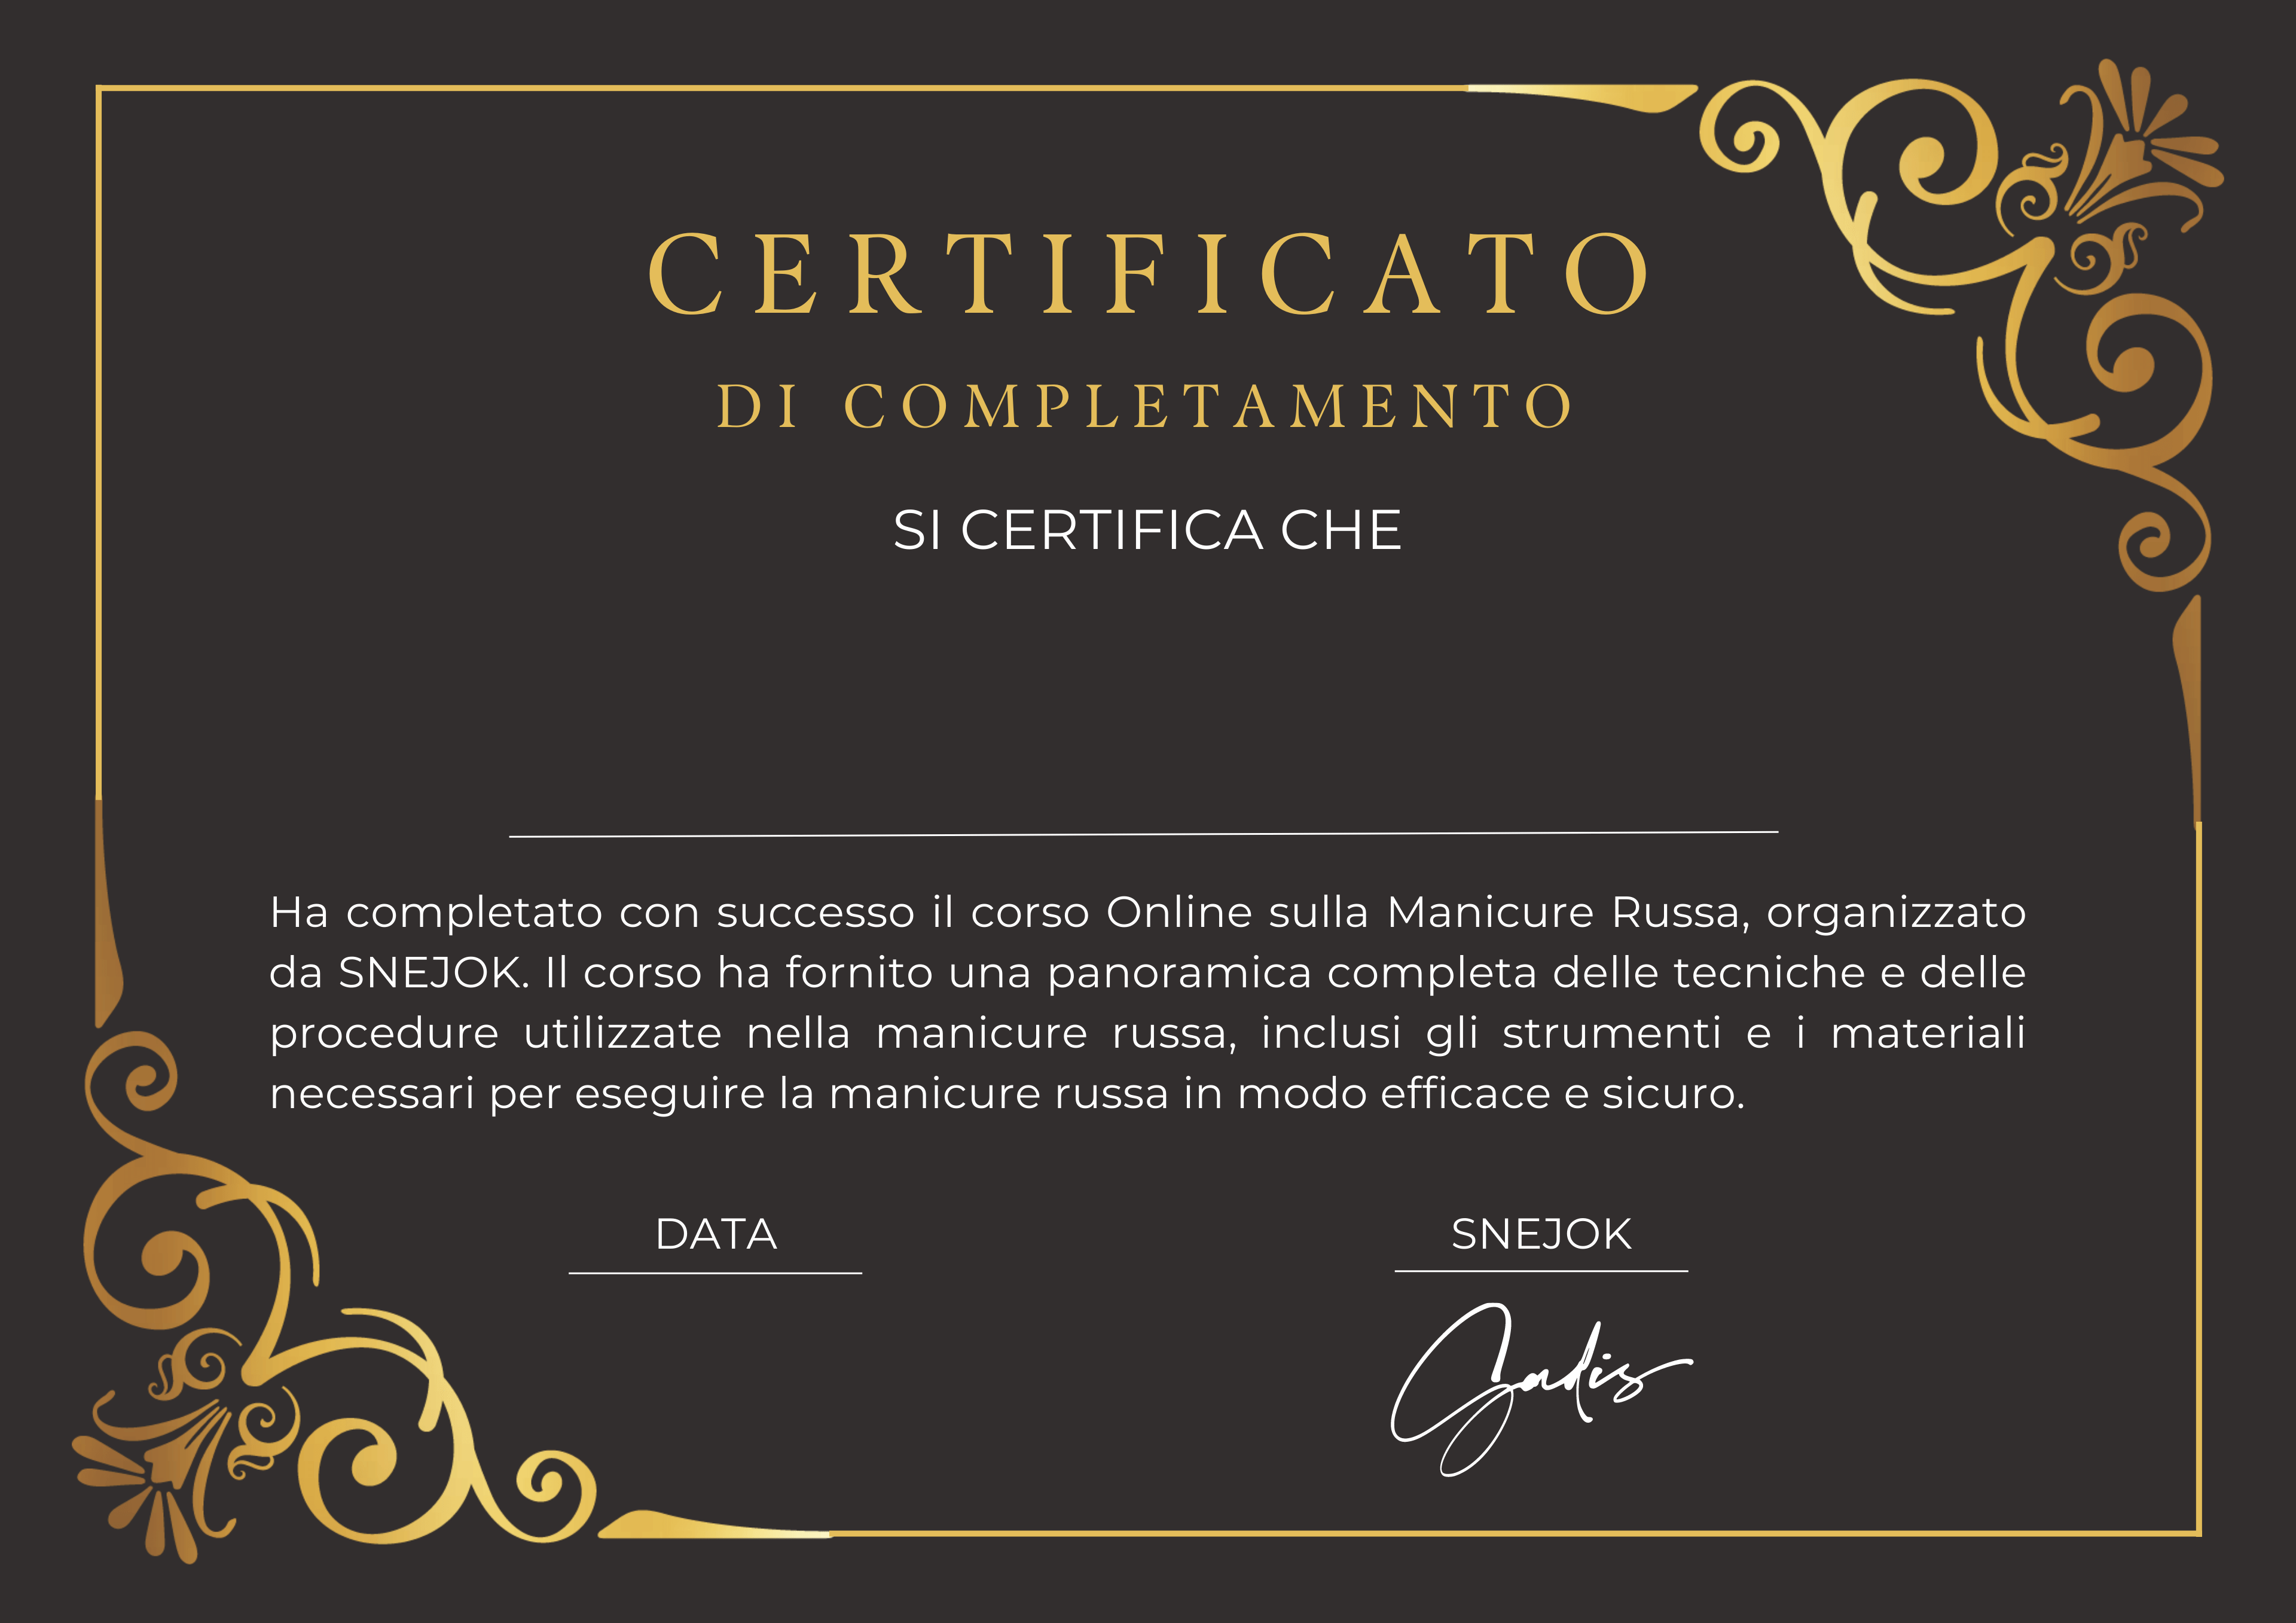 CERTIFICATO
DI COMPLETAMENTO
SI CERTIFICA CHE
Ha completato con successo il corso Online sulla Manicure Russa, organizzato
da SNEJOK. Il corso ha fornito una panoramica completa delle tecniche e delle
procedure utilizzate nella manicure russa, inclusi gli strumenti e i materiali
necessari per eseguire la manicure russa in modo efficace e sicuro.
DATA
SNEJOK